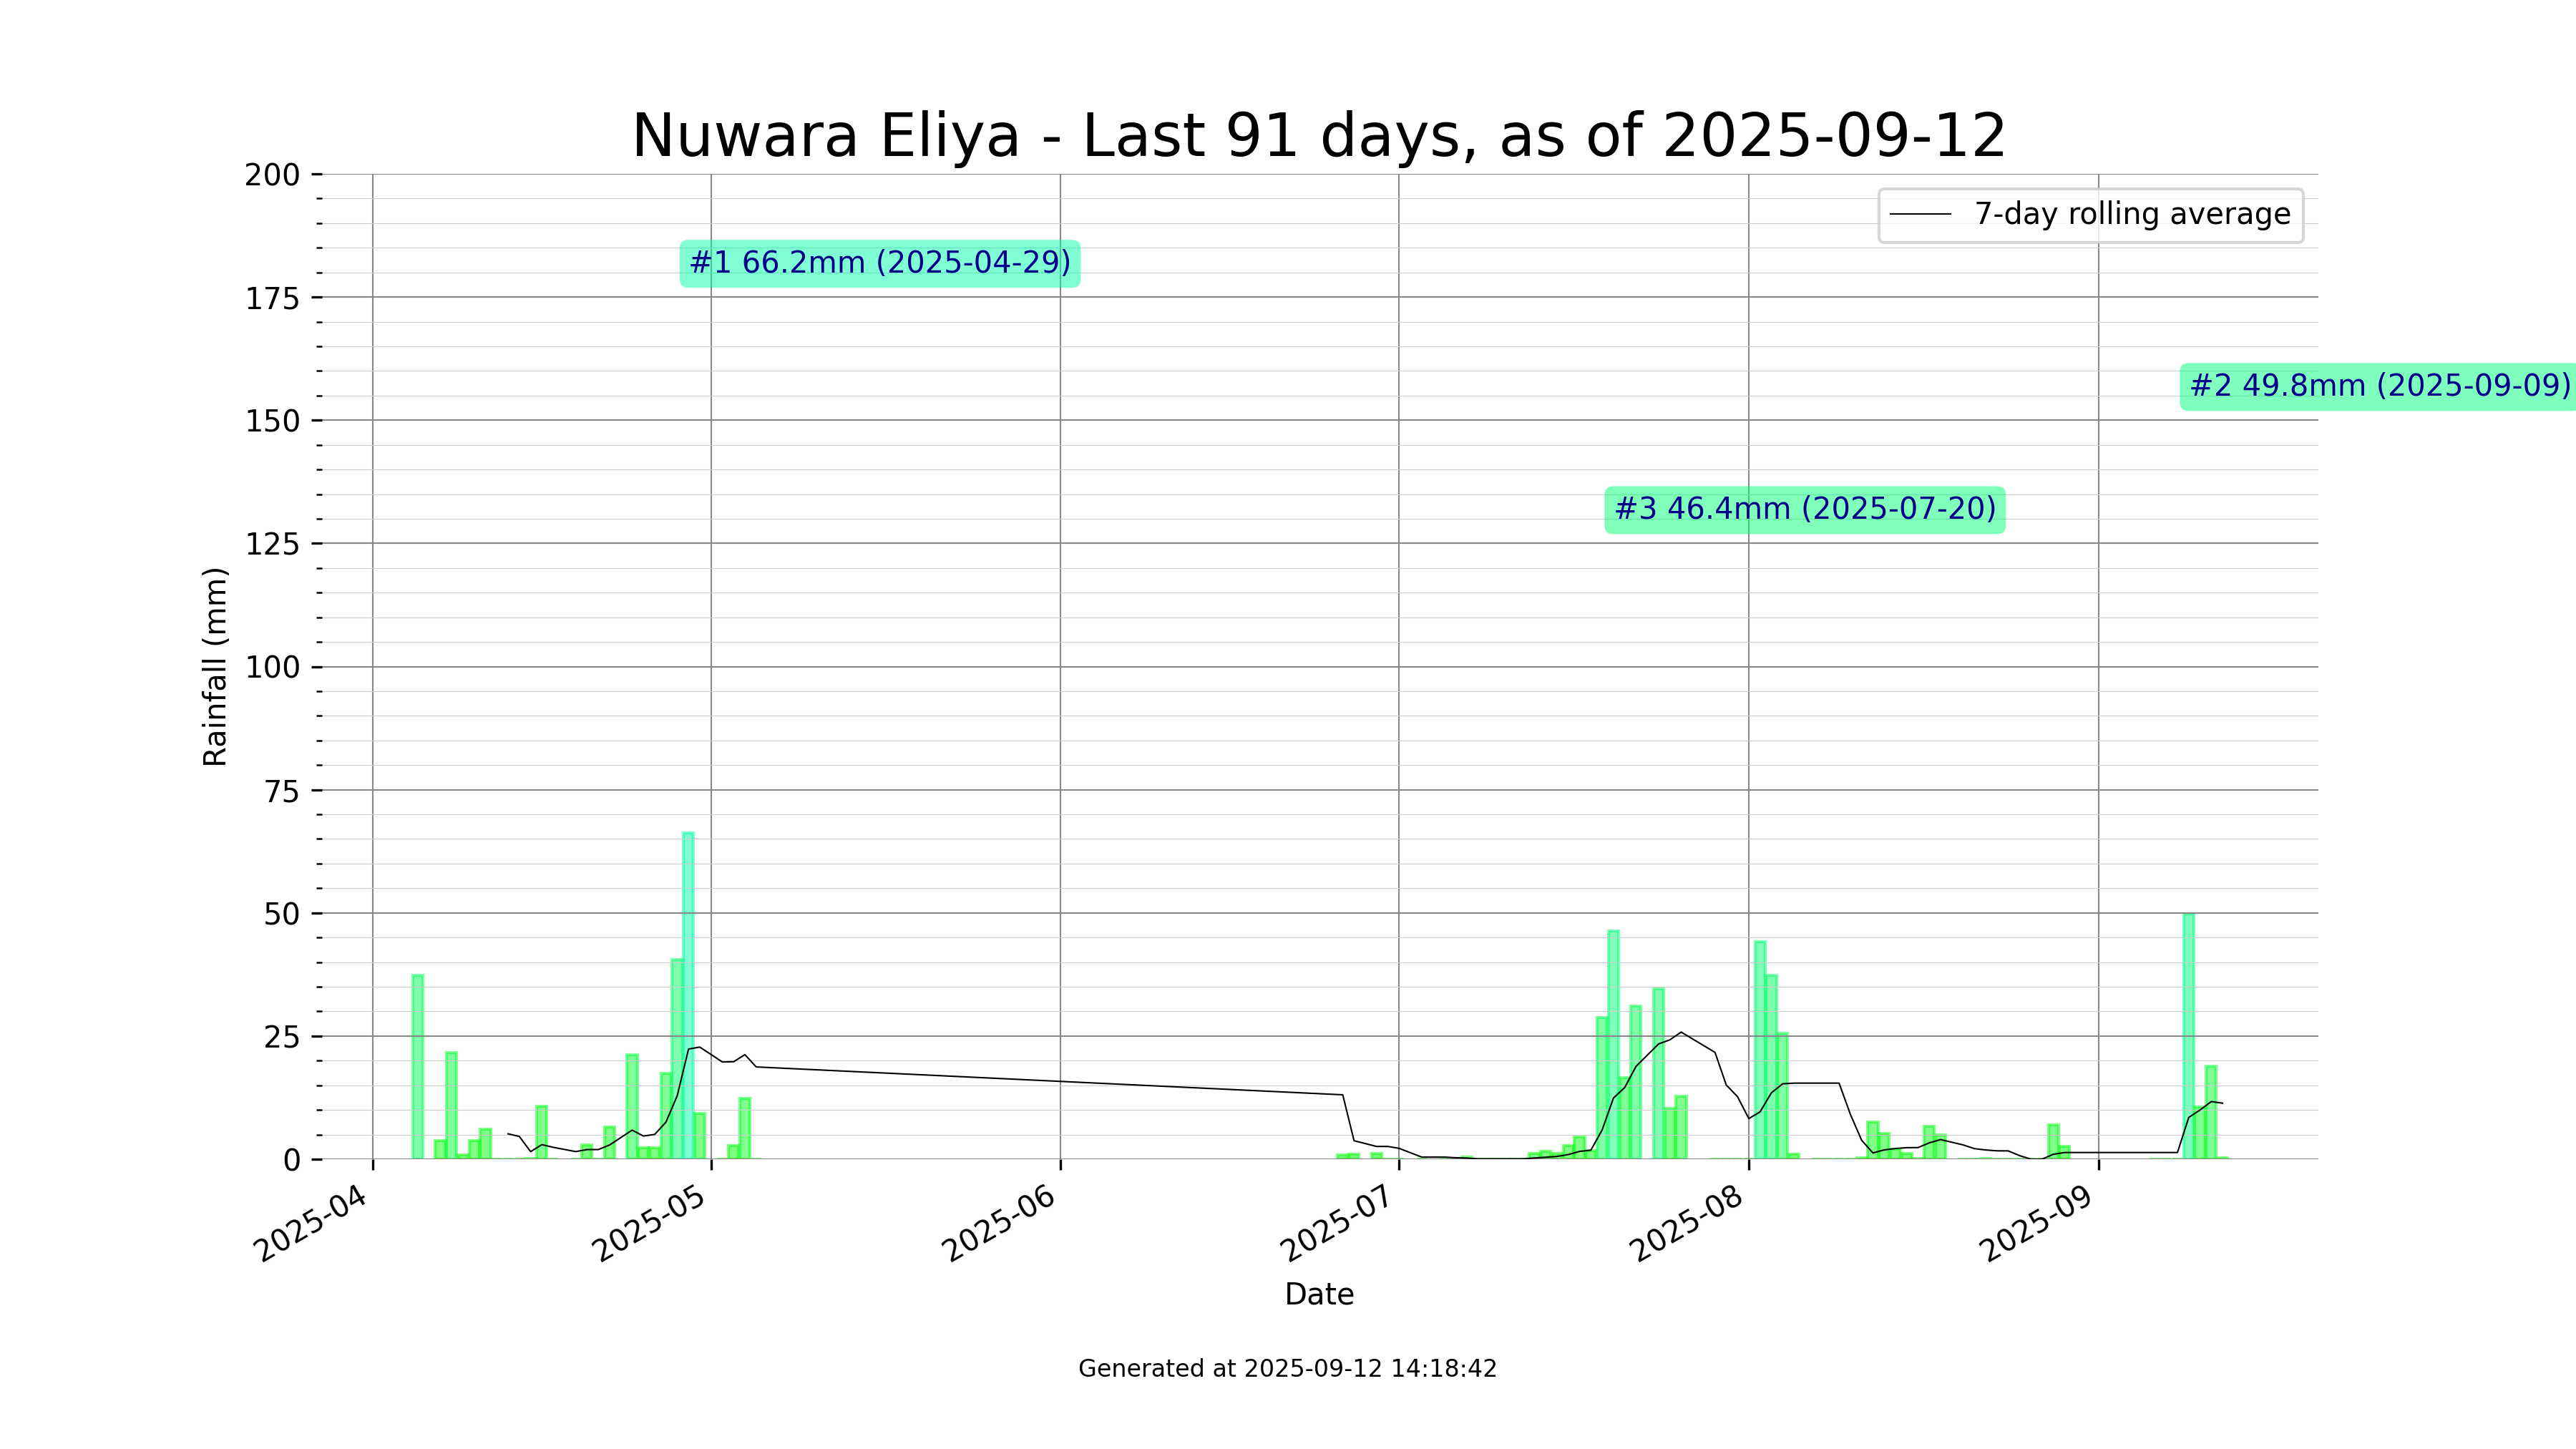 Nuwara Eliya - Last 91 days, as of 2025-09-12
200
175
150
125
100
75
50
25
0
Rainfall (mm)
7-day rolling average
#1 66.2mm (2025-04-29)
#2 49.8mm (2025-09-09)
#3 46.4mm (2025-07-20)
2025-04
2025-05
2025-06
2025-07
2025-08
2025-09
Date
Generated at 2025-09-12 14:18:42